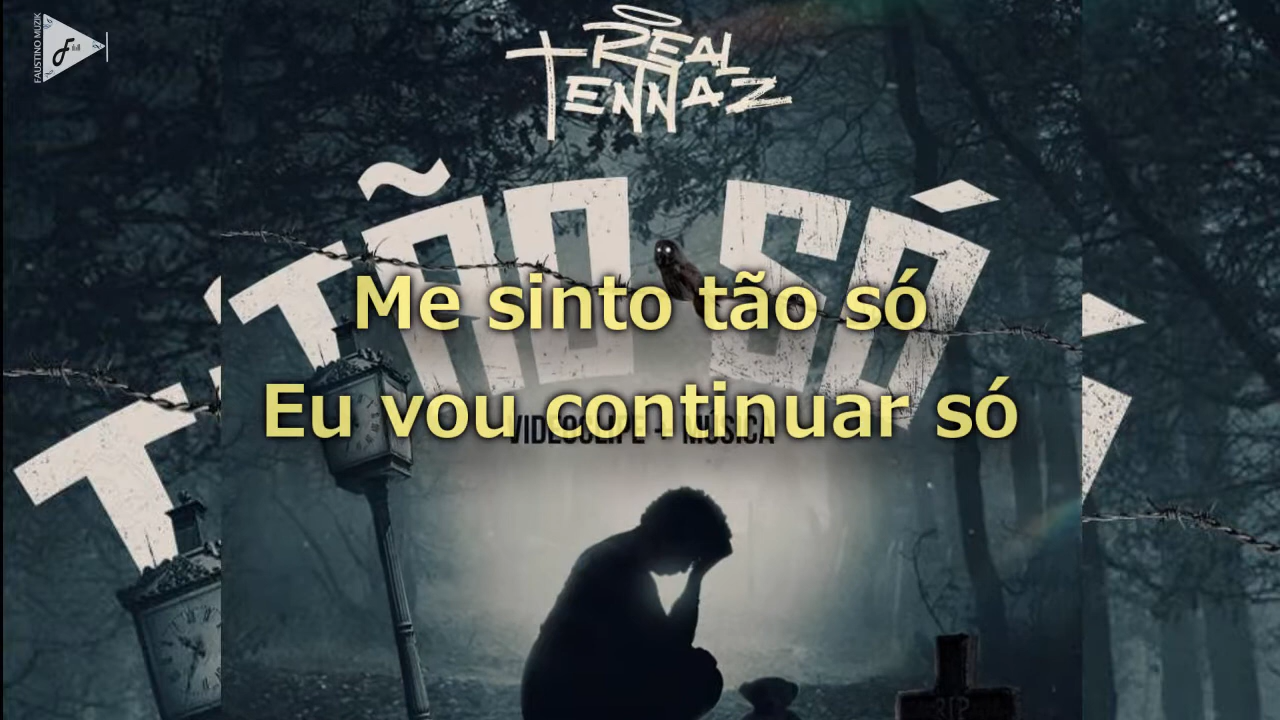 FAUSTINO MUZIK
REAL
TENNAZ
TÃO SÓ
Me sinto tão só
Eu vou continuar só
VIDEOCLIPE + MÚSICA
RIP